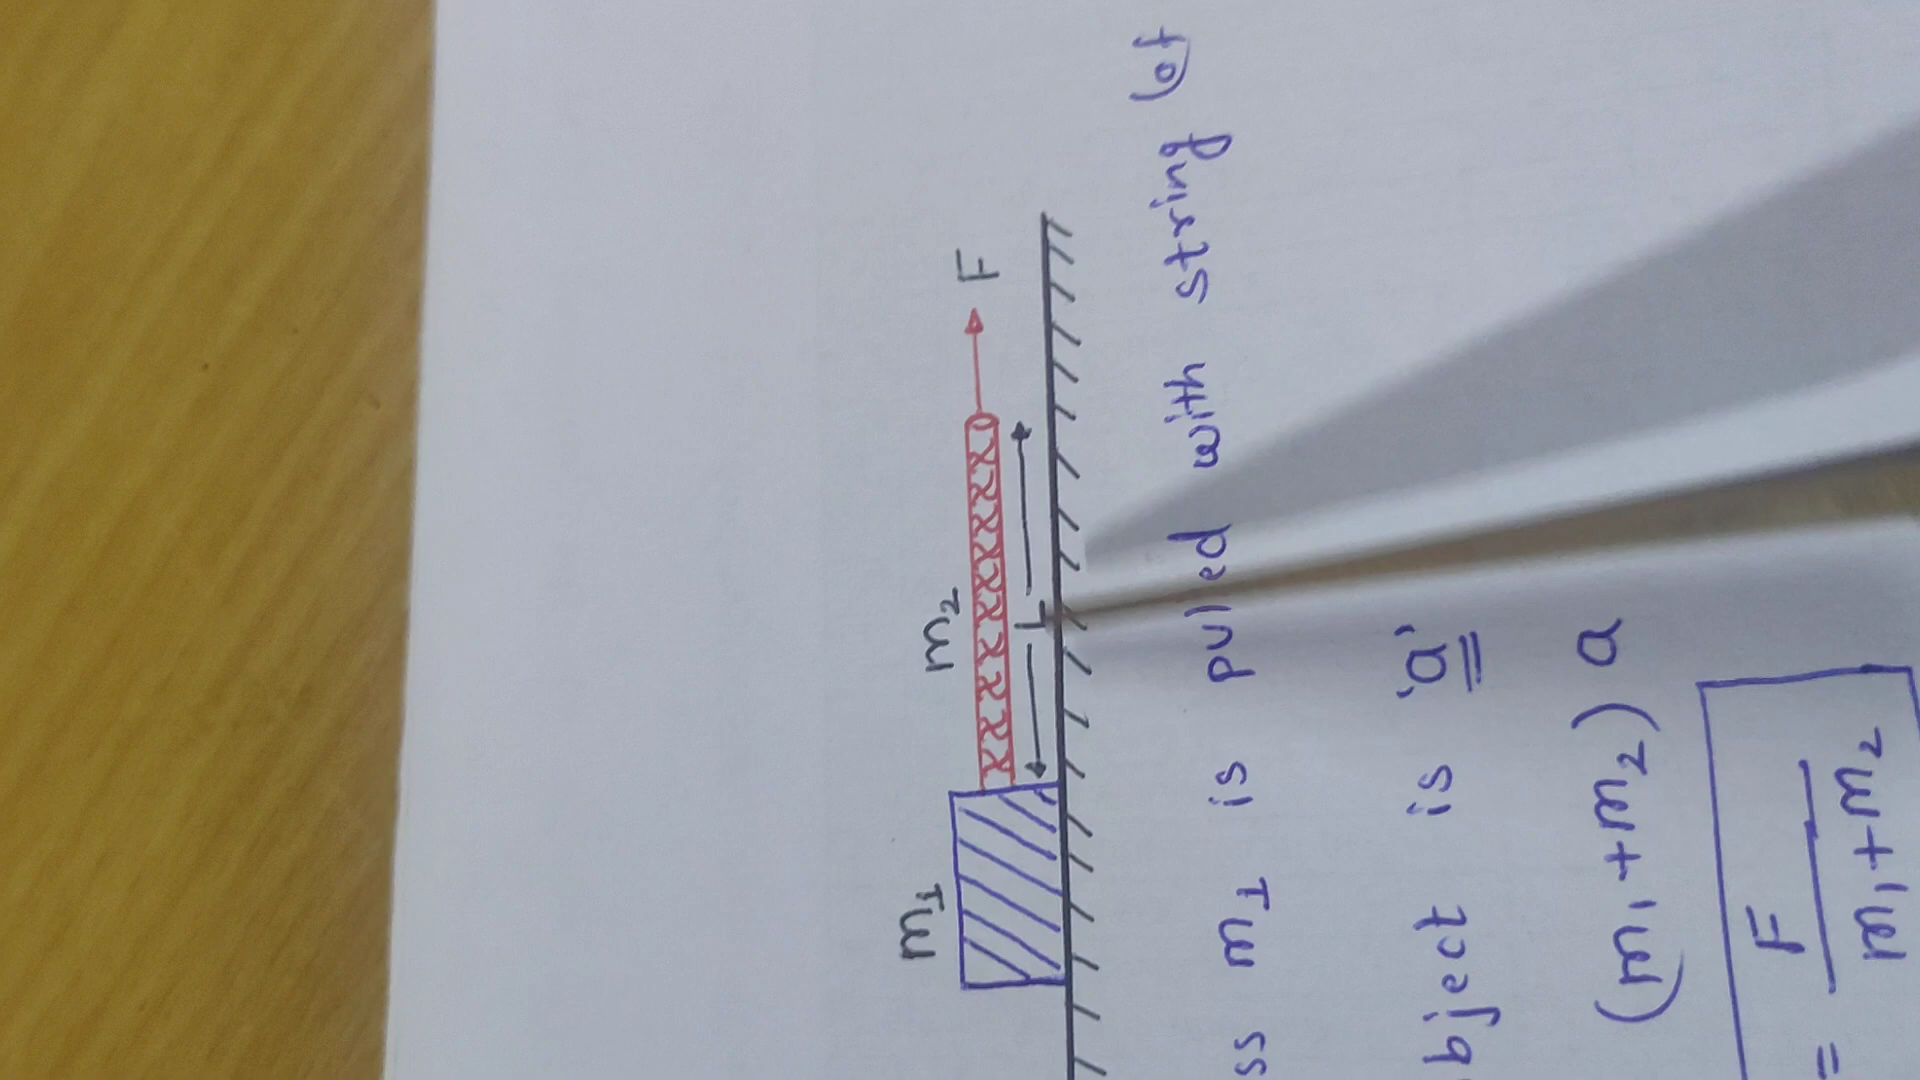 m₁ m₂ F
L
ss m₁ is pulled with string (of
bject is 'a'
(m₁+m₂) a
= F / m₁+m₂